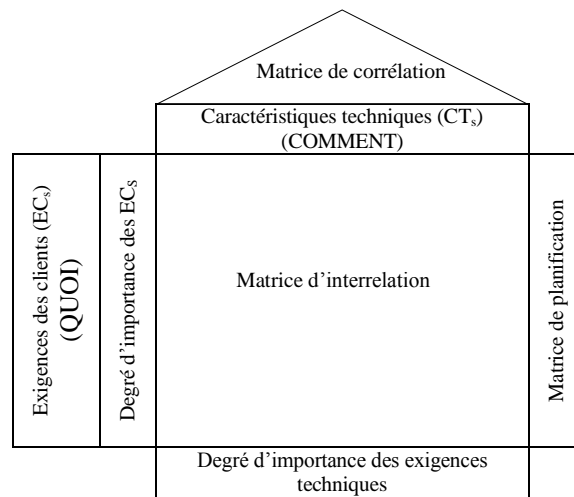 Matrice de corrélation
Caractéristiques techniques (CTs)
(COMMENT)
Exigences des clients (ECs)
(QUOI)
Degré d’importance des ECs
Matrice d’interrelation
Matrice de planification
Degré d’importance des exigences
techniques